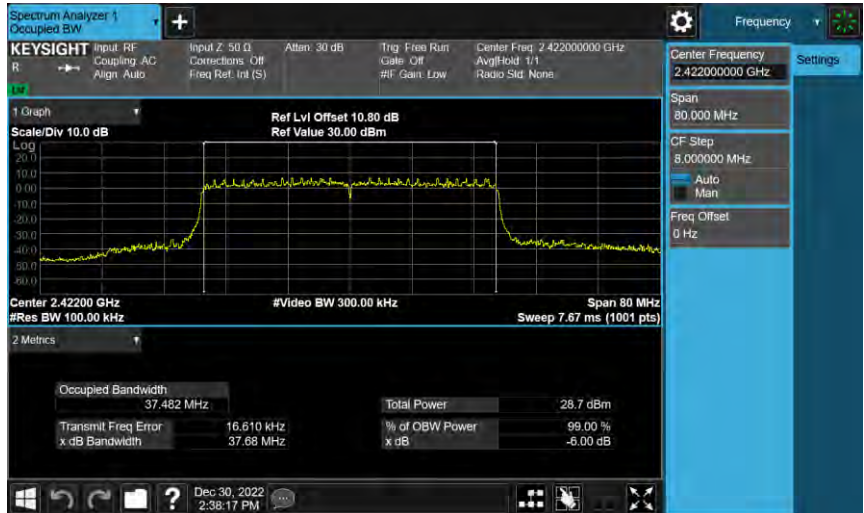 Spectrum Analyzer 1
Occupied BW
Frequency
KEYSIGHT
R
Input: RF
Coupling: AC
Align: Auto
Input Z: 50 Ω
Corrections: Off
Freq Ref: Int (S)
Atten: 30 dB
Trig: Free Run
Gate: Off
#IF Gain: Low
Center Freq: 2.422000000 GHz
Avg|Hold: 1/1
Radio Std: None
Center Frequency
2.422000000 GHz
Settings
Span
80.000 MHz
CF Step
8.000000 MHz
Auto
Man
Freq Offset
0 Hz
1 Graph
Scale/Div 10.0 dB
Ref Lvl Offset 10.80 dB
Ref Value 30.00 dBm
Log
20.0
10.0
0.00
-10.0
-20.0
-30.0
-40.0
-50.0
-60.0
Center 2.42200 GHz
#Res BW 100.00 kHz
#Video BW 300.00 kHz
Span 80 MHz
Sweep 7.67 ms (1001 pts)
2 Metrics
Occupied Bandwidth
37.482 MHz
Total Power 28.7 dBm
Transmit Freq Error 16.610 kHz
% of OBW Power 99.00 %
x dB Bandwidth 37.68 MHz
x dB -6.00 dB
Dec 30, 2022
2:38:17 PM